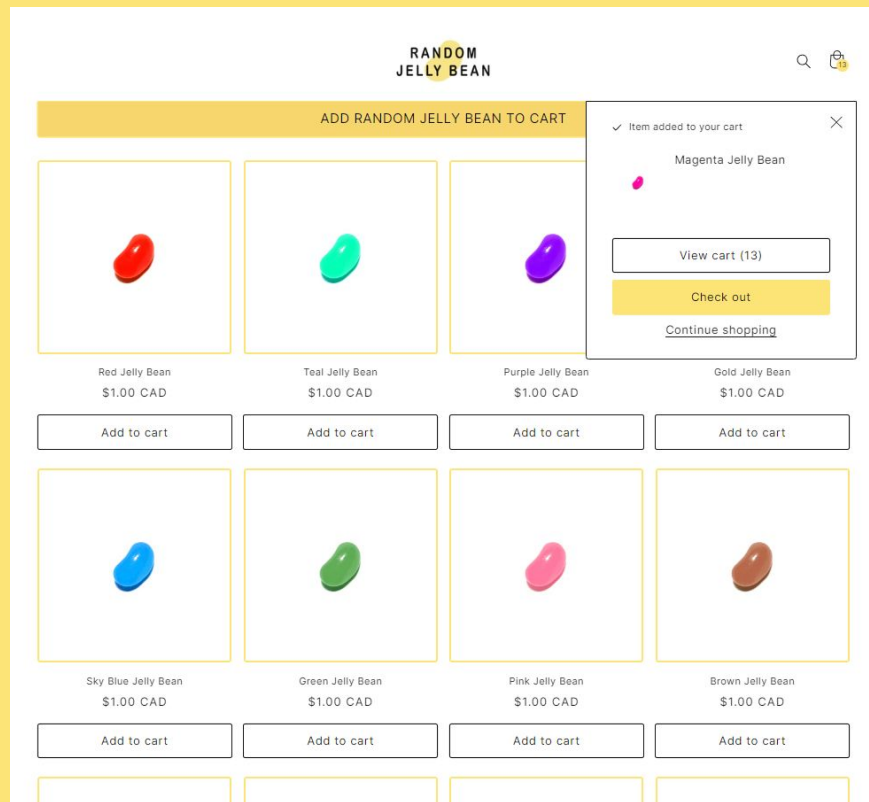 RANDOM
JELLY BEAN
13
ADD RANDOM JELLY BEAN TO CART
Item added to your cart
Magenta Jelly Bean
View cart (13)
Check out
Continue shopping
Red Jelly Bean
$1.00 CAD
Add to cart
Teal Jelly Bean
$1.00 CAD
Add to cart
Purple Jelly Bean
$1.00 CAD
Add to cart
Gold Jelly Bean
$1.00 CAD
Add to cart
Sky Blue Jelly Bean
$1.00 CAD
Add to cart
Green Jelly Bean
$1.00 CAD
Add to cart
Pink Jelly Bean
$1.00 CAD
Add to cart
Brown Jelly Bean
$1.00 CAD
Add to cart